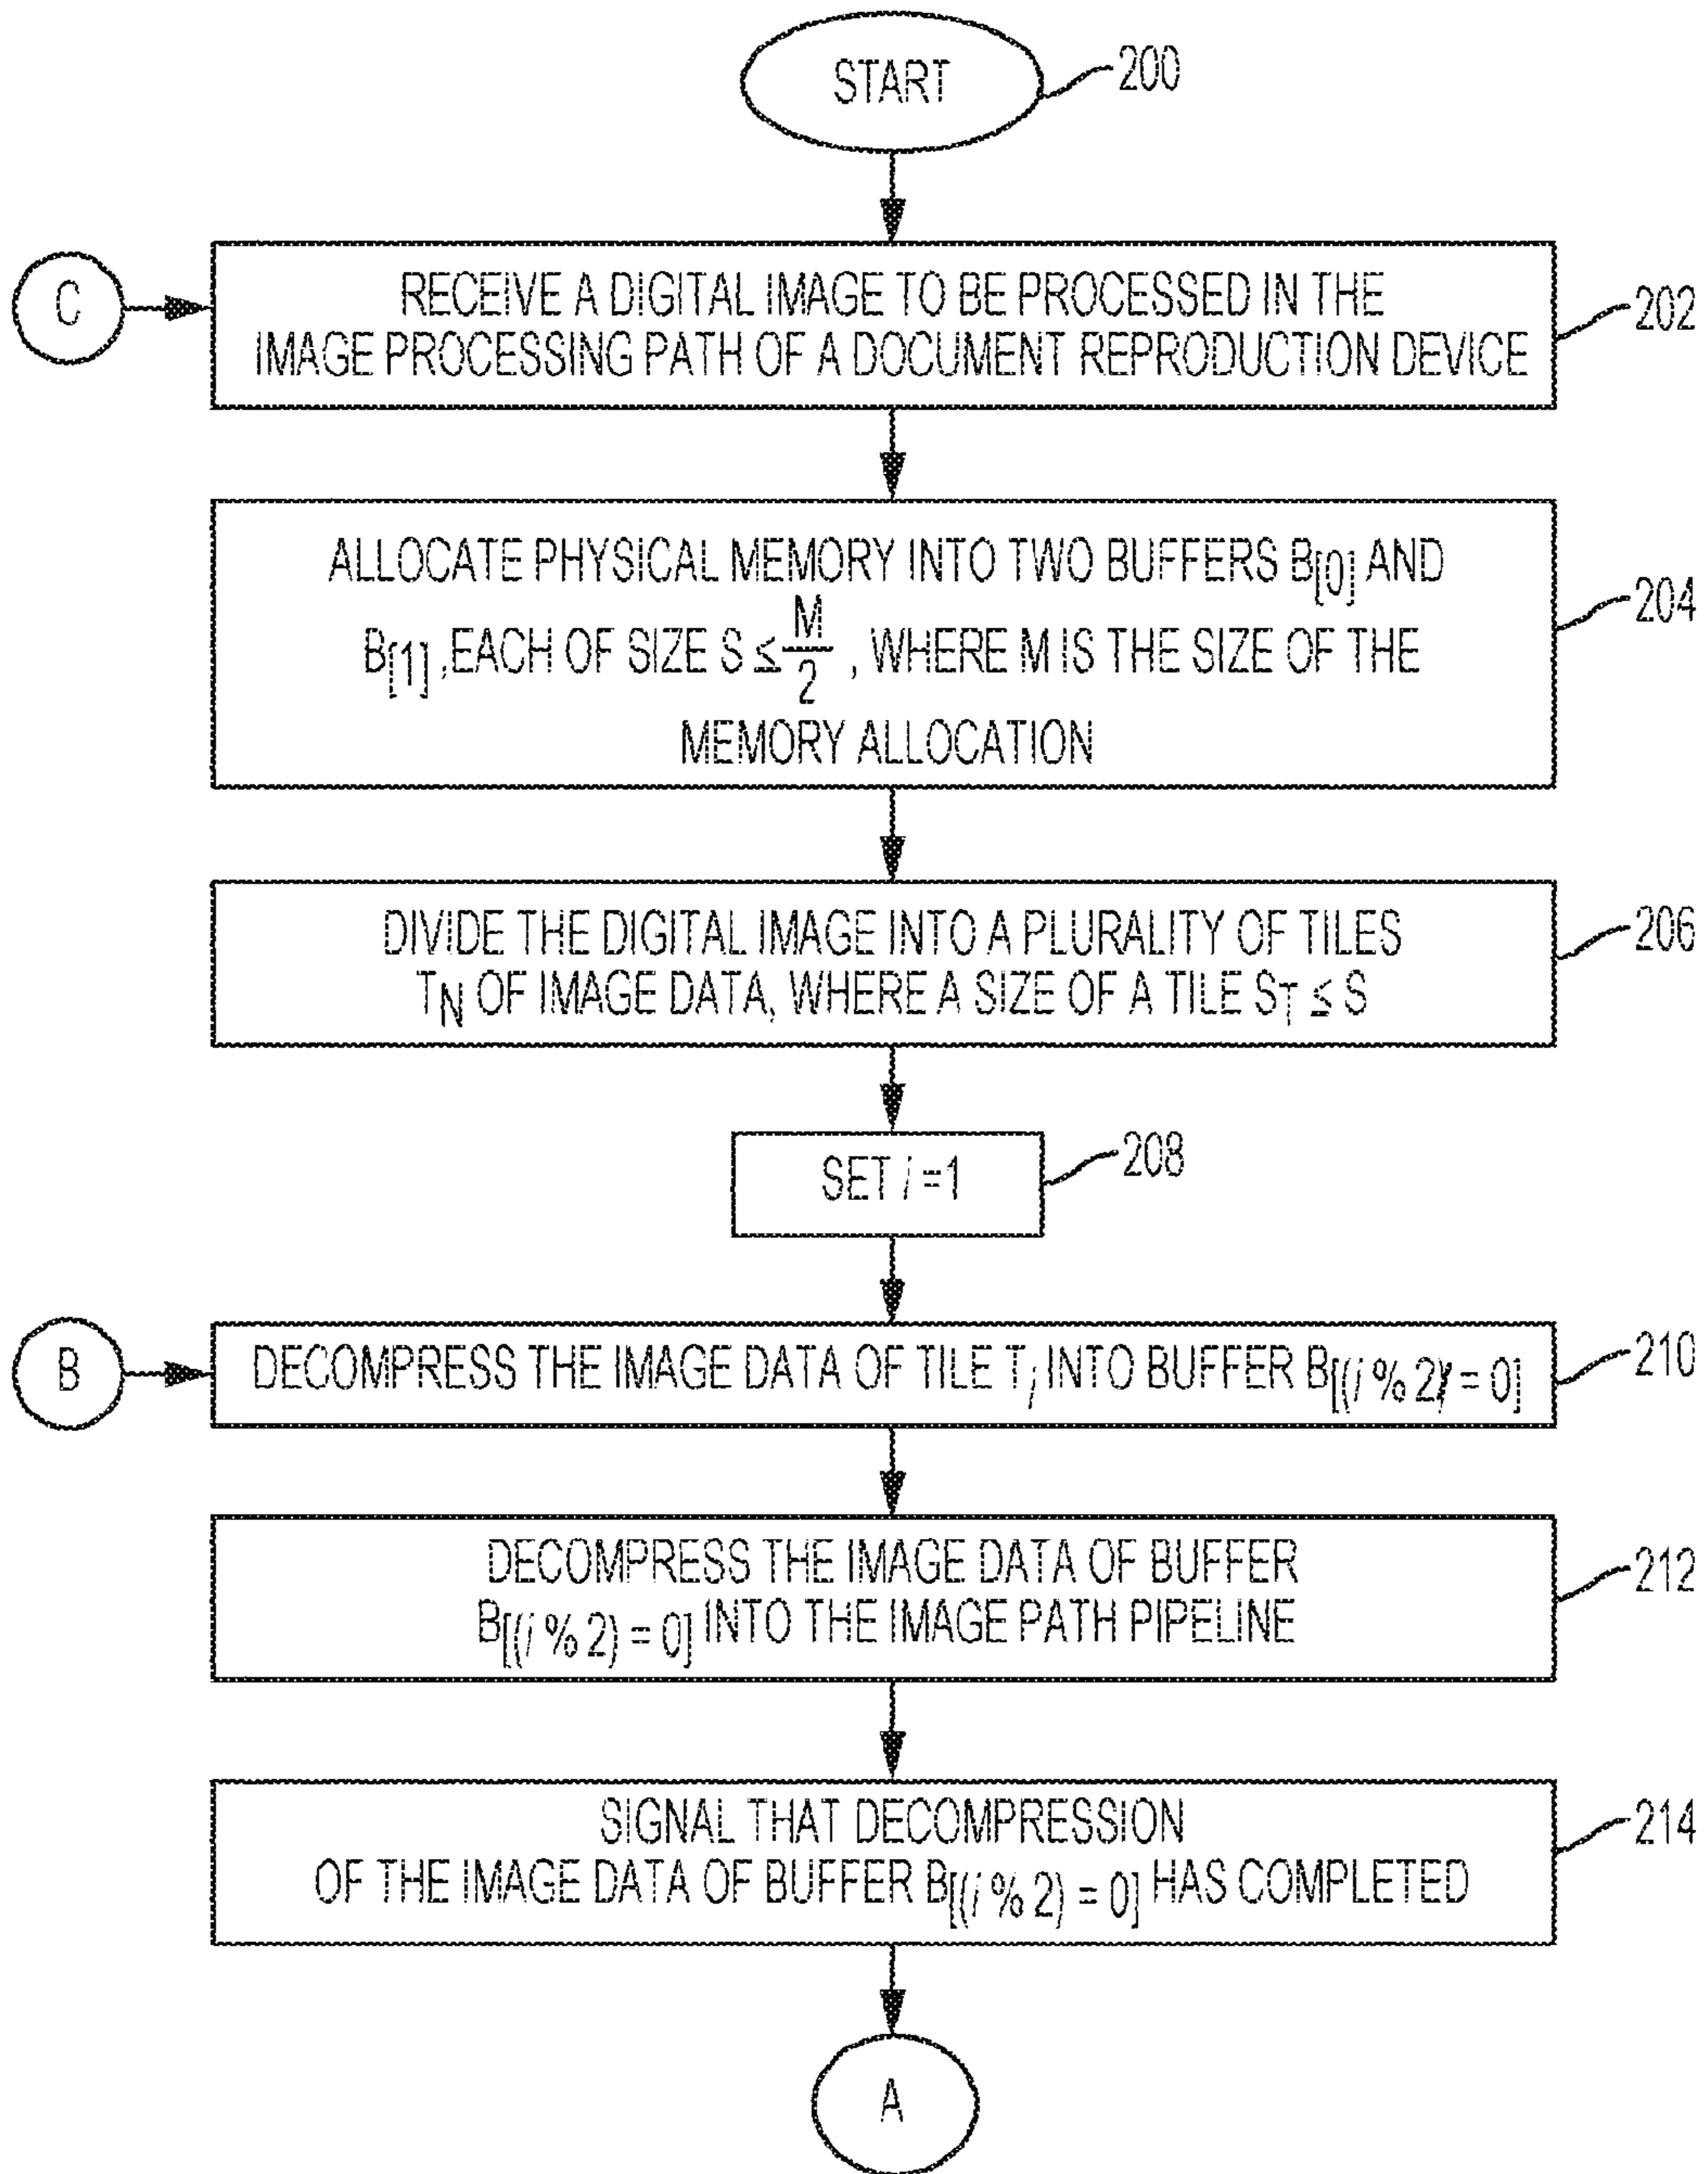 START
200
C
RECEIVE A DIGITAL IMAGE TO BE PROCESSED IN THE
IMAGE PROCESSING PATH OF A DOCUMENT REPRODUCTION DEVICE
202
ALLOCATE PHYSICAL MEMORY INTO TWO BUFFERS B[0] AND
B[1], EACH OF SIZE S ≤ M/2, WHERE M IS THE SIZE OF THE
MEMORY ALLOCATION
204
DIVIDE THE DIGITAL IMAGE INTO A PLURALITY OF TILES
TN OF IMAGE DATA, WHERE A SIZE OF A TILE ST ≤ S
206
SET i =1
208
B
DECOMPRESS THE IMAGE DATA OF TILE Ti INTO BUFFER B[(i % 2) = 0]
210
DECOMPRESS THE IMAGE DATA OF BUFFER
B[(i % 2) = 0] INTO THE IMAGE PATH PIPELINE
212
SIGNAL THAT DECOMPRESSION
OF THE IMAGE DATA OF BUFFER B[(i % 2) = 0] HAS COMPLETED
214
A